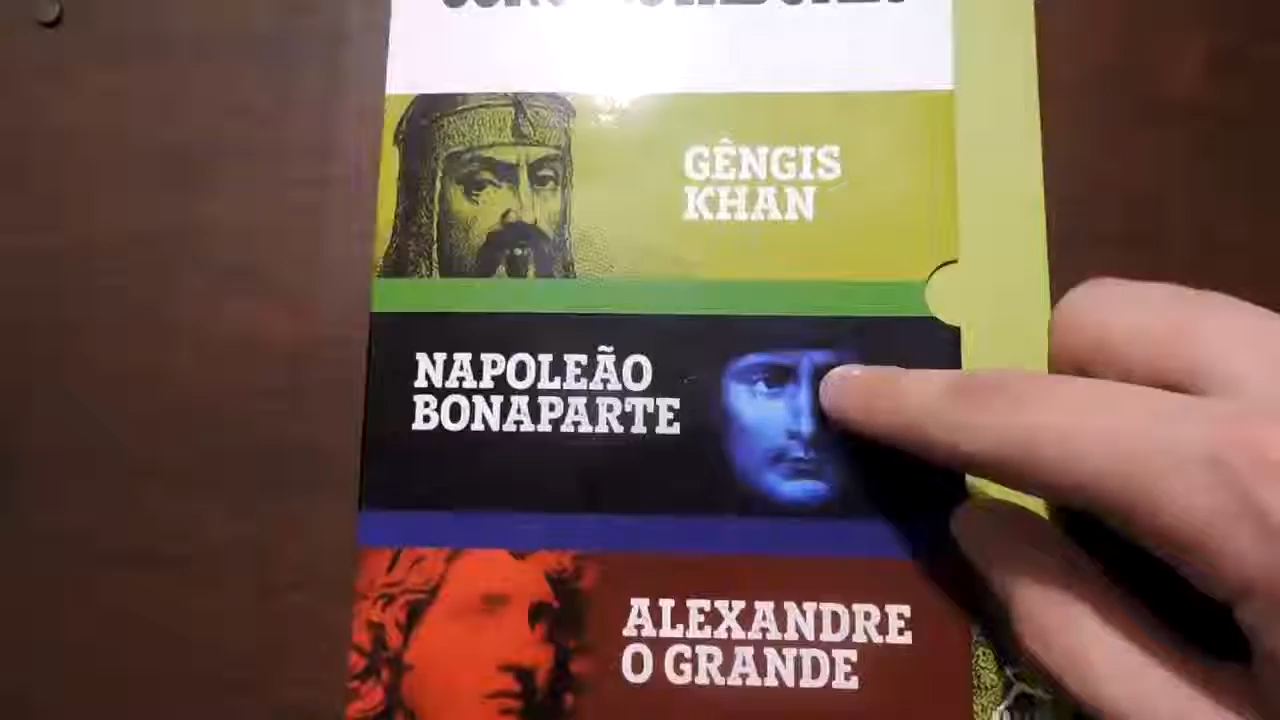 GÊNGIS
KHAN
NAPOLEÃO
BONAPARTE
ALEXANDRE
O GRANDE